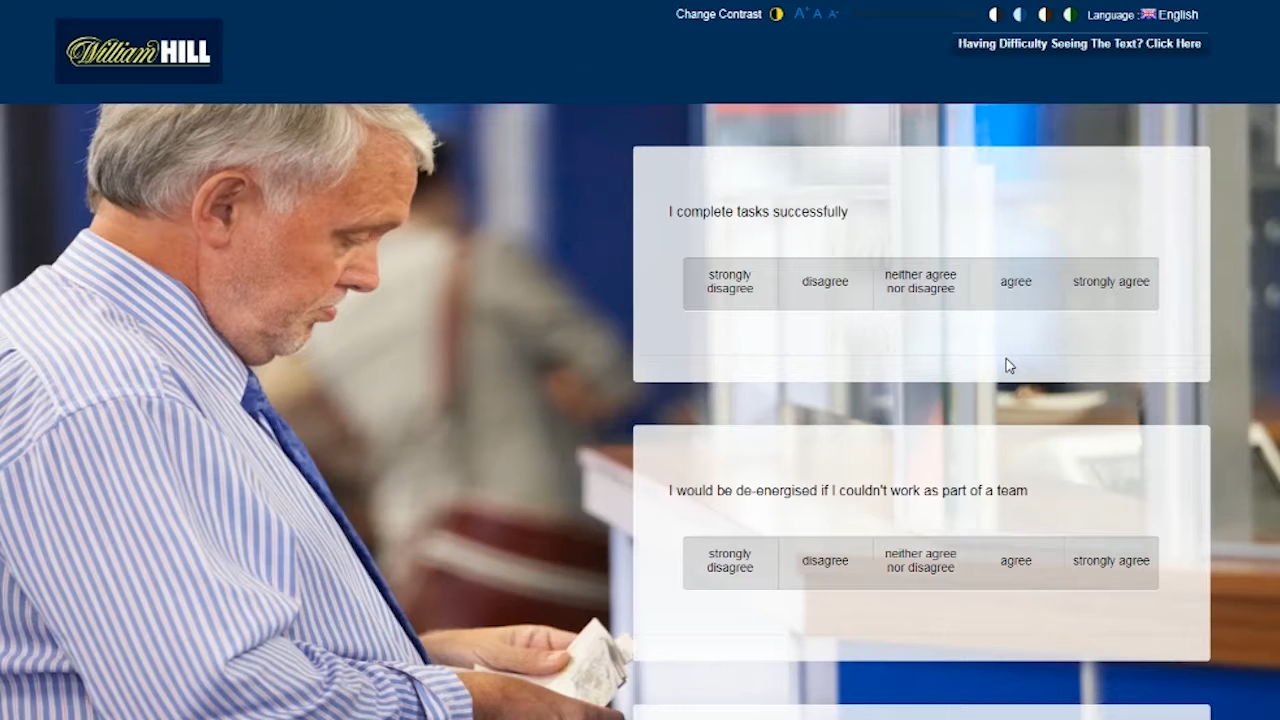 Change Contrast A+ A A-
Language : English
William HILL
Having Difficulty Seeing The Text? Click Here
I complete tasks successfully
strongly disagree
disagree
neither agree nor disagree
agree
strongly agree
I would be de-energised if I couldn't work as part of a team
strongly disagree
disagree
neither agree nor disagree
agree
strongly agree